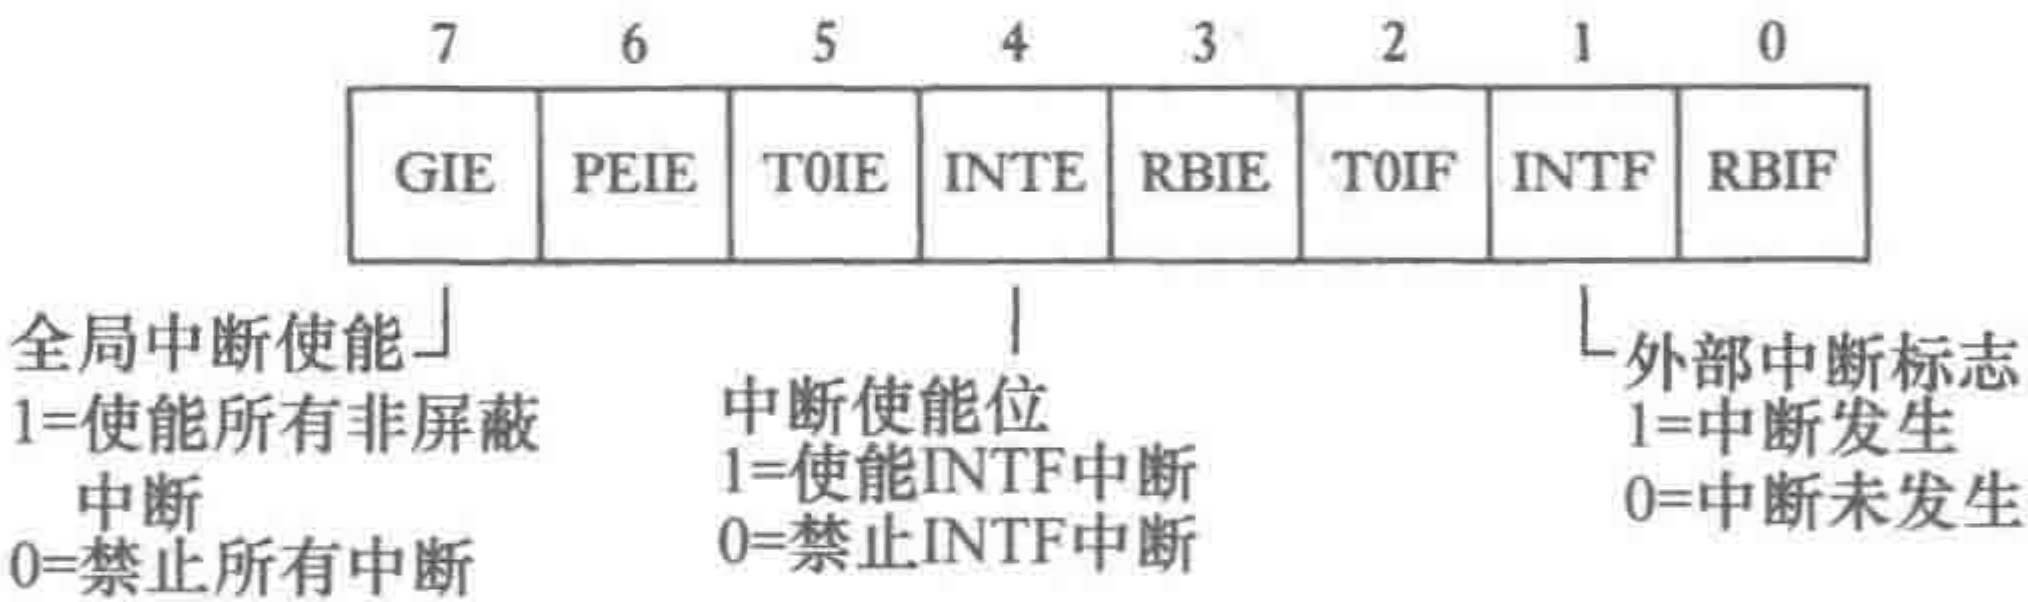 7 6 5 4 3 2 1 0
GIE PEIE T0IE INTE RBIE T0IF INTF RBIF
全局中断使能
1=使能所有非屏蔽
中断
0=禁止所有中断
中断使能位
1=使能INTF中断
0=禁止INTF中断
外部中断标志
1=中断发生
0=中断未发生